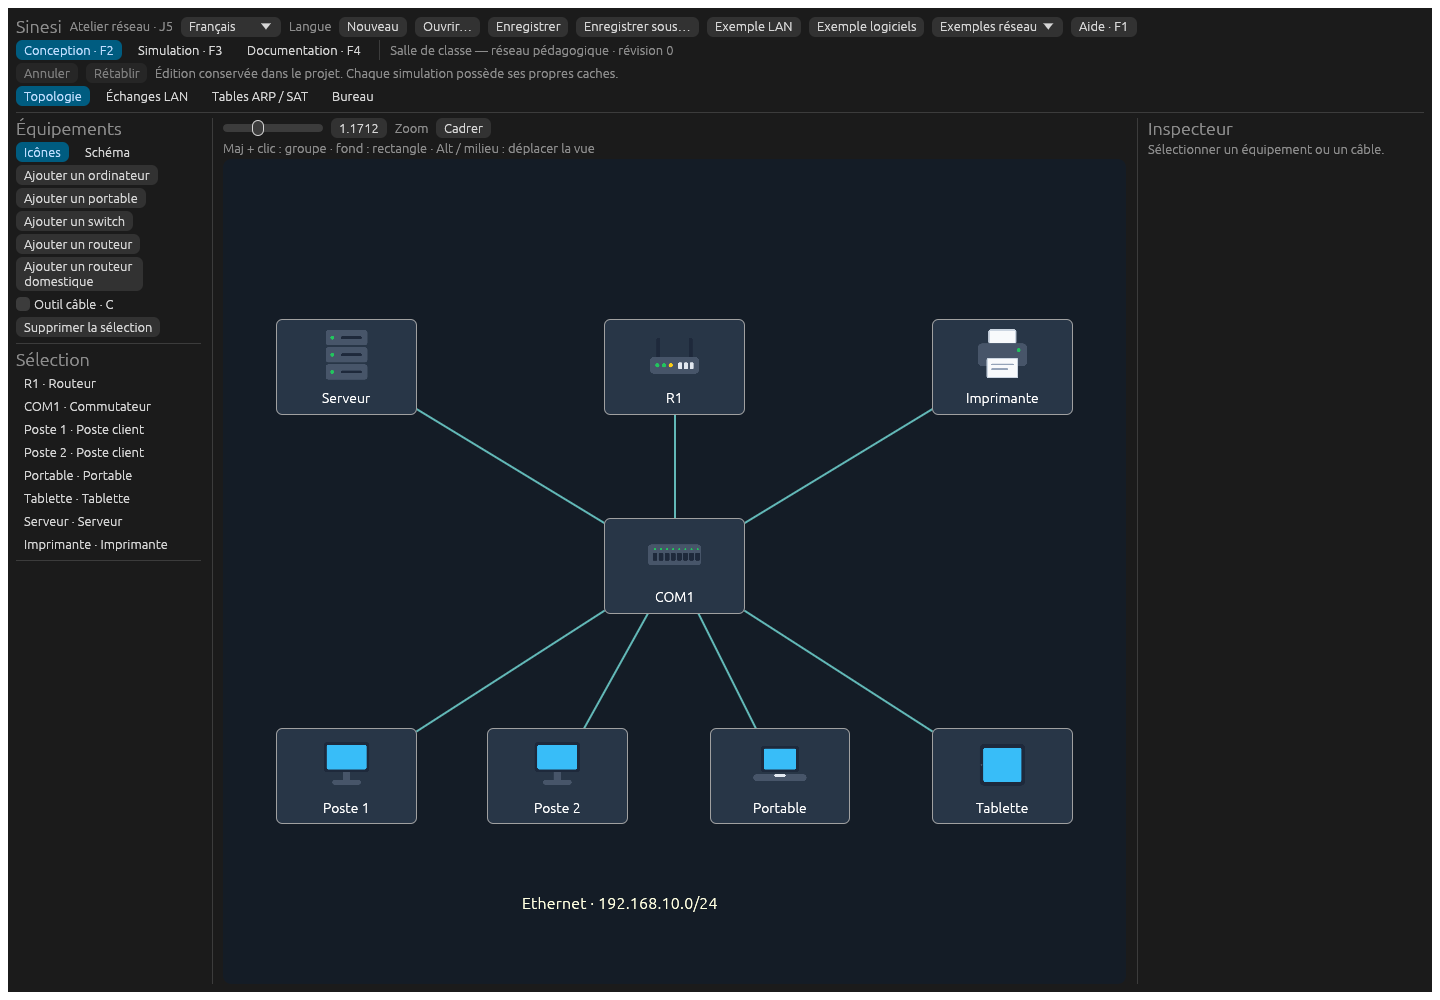 Sinesi Atelier réseau · J5 Français Langue Nouveau Ouvrir… Enregistrer Enregistrer sous… Exemple LAN Exemple logiciels Exemples réseau Aide · F1
Conception · F2 Simulation · F3 Documentation · F4 Salle de classe — réseau pédagogique · révision 0
Annuler Rétablir Édition conservée dans le projet. Chaque simulation possède ses propres caches.
Topologie Échanges LAN Tables ARP / SAT Bureau
Équipements
Icônes Schéma
Ajouter un ordinateur
Ajouter un portable
Ajouter un switch
Ajouter un routeur
Ajouter un routeur
domestique
Outil câble · C
Supprimer la sélection
Sélection
R1 · Routeur
COM1 · Commutateur
Poste 1 · Poste client
Poste 2 · Poste client
Portable · Portable
Tablette · Tablette
Serveur · Serveur
Imprimante · Imprimante
1.1712 Zoom Cadrer
Maj + clic : groupe · fond : rectangle · Alt / milieu : déplacer la vue
Serveur
R1
Imprimante
COM1
Poste 1
Poste 2
Portable
Tablette
Ethernet · 192.168.10.0/24
Inspecteur
Sélectionner un équipement ou un câble.